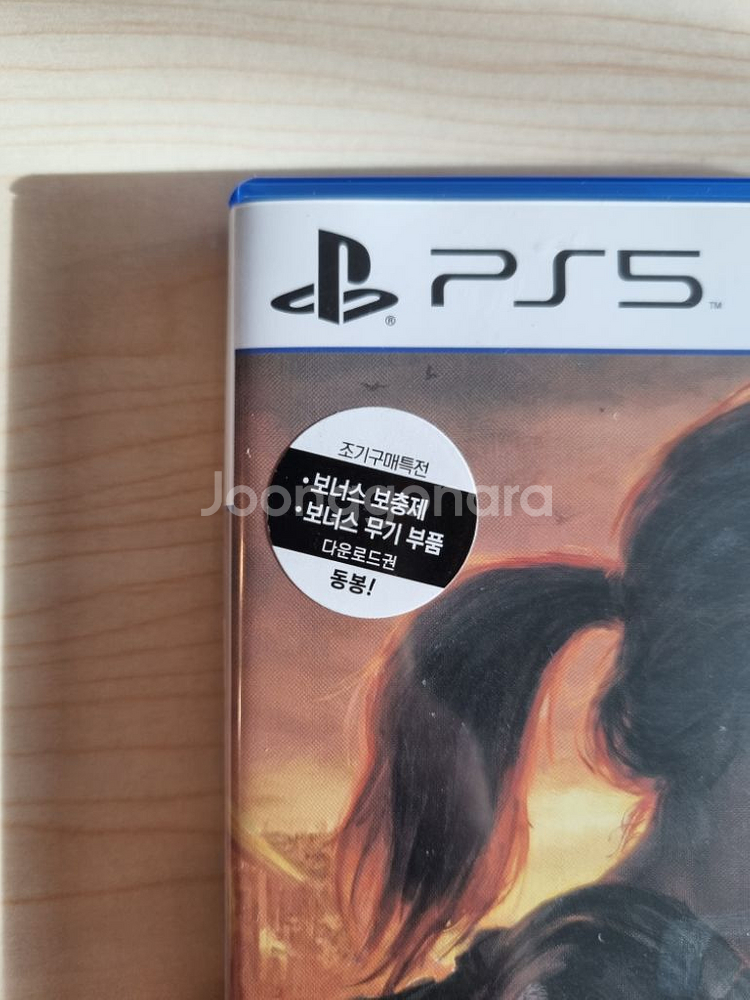 PS5
TM
®
조기구매특전
•보너스 보충제
•보너스 무기 부품
다운로드권
동봉!
Joonggonara